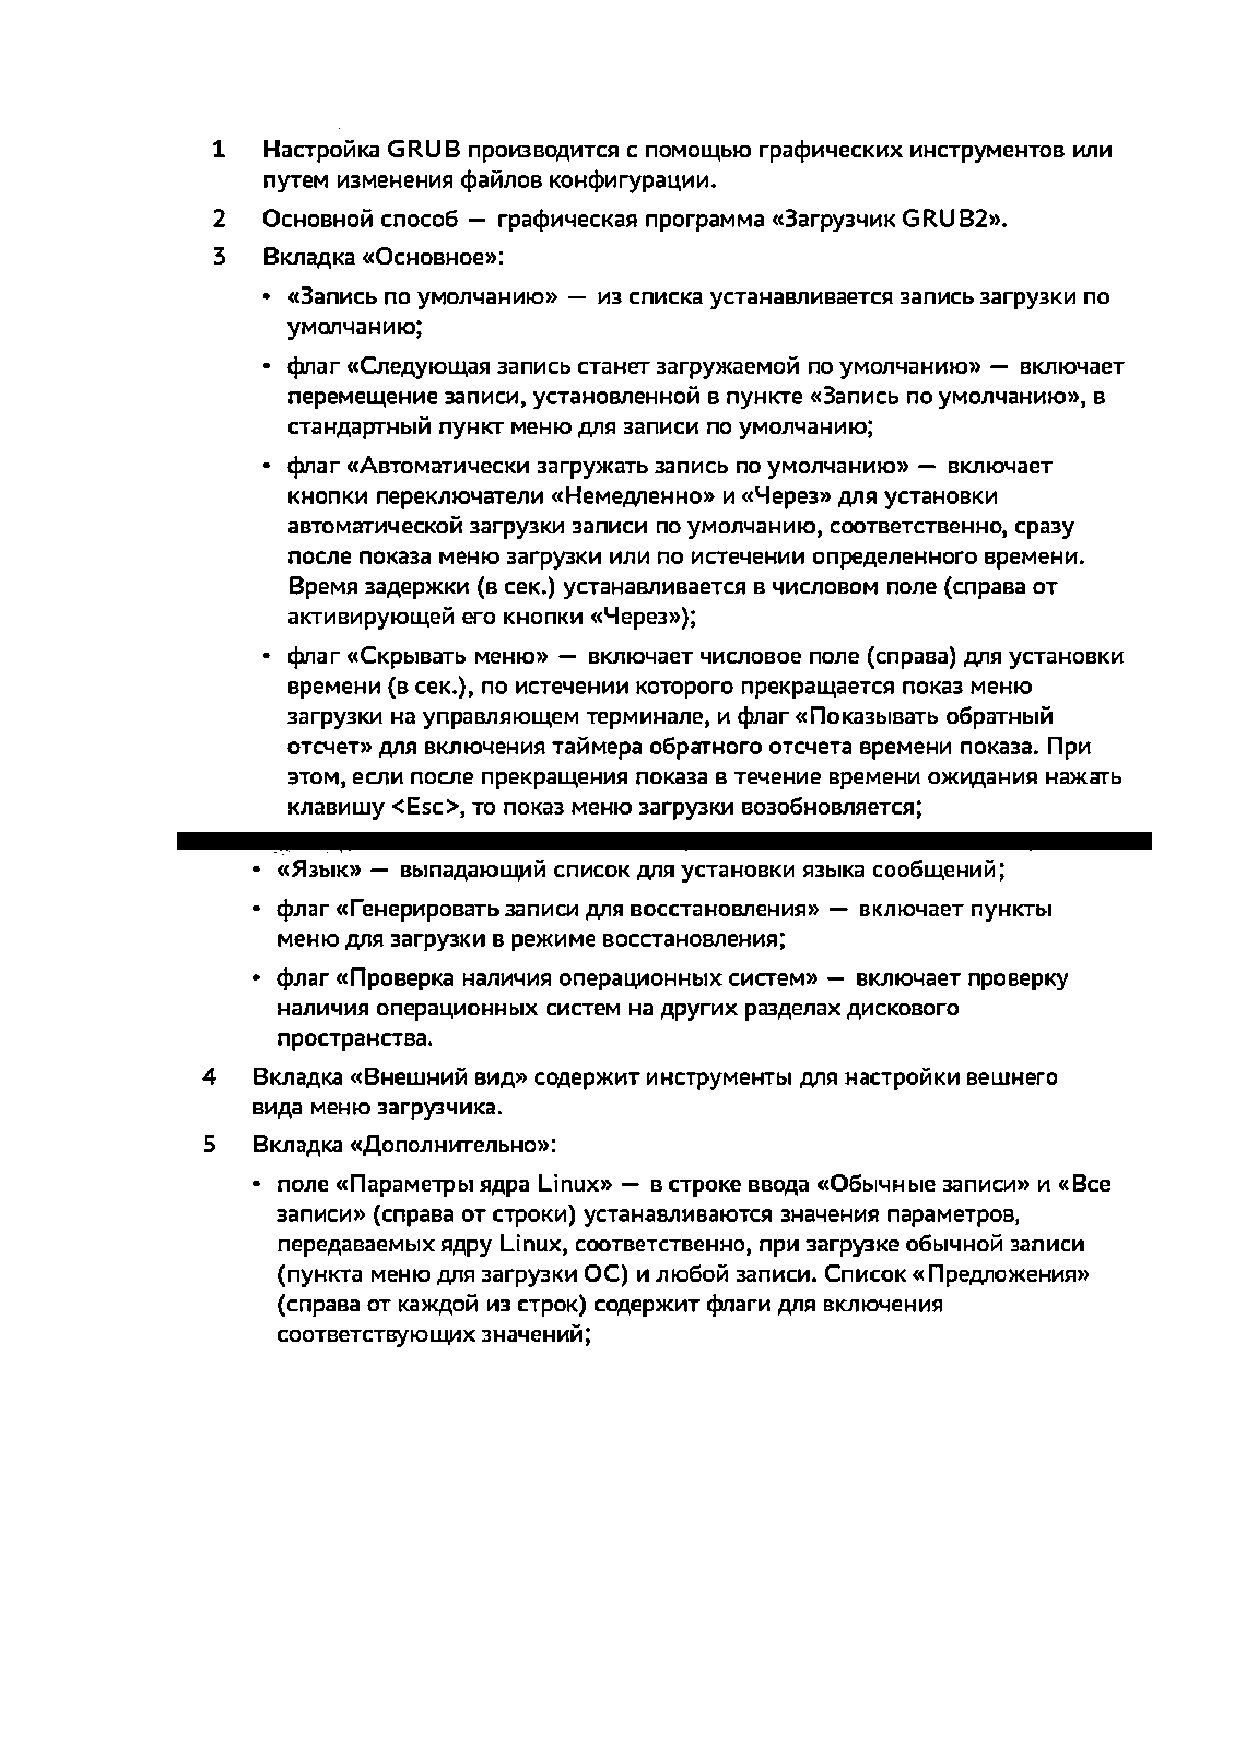 1 Настройка GRUB производится с помощью графических инструментов или
путем изменения файлов конфигурации.
2 Основной способ — графическая программа «Загрузчик GRUB2».
3 Вкладка «Основное»:
• «Запись по умолчанию» — из списка устанавливается запись загрузки по
умолчанию;
• флаг «Следующая запись станет загружаемой по умолчанию» — включает
перемещение записи, установленной в пункте «Запись по умолчанию», в
стандартный пункт меню для записи по умолчанию;
• флаг «Автоматически загружать запись по умолчанию» — включает
кнопки переключатели «Немедленно» и «Через» для установки
автоматической загрузки записи по умолчанию, соответственно, сразу
после показа меню загрузки или по истечении определенного времени.
Время задержки (в сек.) устанавливается в числовом поле (справа от
активирующей его кнопки «Через»);
• флаг «Скрывать меню» — включает числовое поле (справа) для установки
времени (в сек.), по истечении которого прекращается показ меню
загрузки на управляющем терминале, и флаг «Показывать обратный
отсчет» для включения таймера обратного отсчета времени показа. При
этом, если после прекращения показа в течение времени ожидания нажать
клавишу <Esc>, то показ меню загрузки возобновляется;
• «Язык» — выпадающий список для установки языка сообщений;
• флаг «Генерировать записи для восстановления» — включает пункты
меню для загрузки в режиме восстановления;
• флаг «Проверка наличия операционных систем» — включает проверку
наличия операционных систем на других разделах дискового
пространства.
4 Вкладка «Внешний вид» содержит инструменты для настройки вешнего
вида меню загрузчика.
5 Вкладка «Дополнительно»:
• поле «Параметры ядра Linux» — в строке ввода «Обычные записи» и «Все
записи» (справа от строки) устанавливаются значения параметров,
передаваемых ядру Linux, соответственно, при загрузке обычной записи
(пункта меню для загрузки ОС) и любой записи. Список «Предложения»
(справа от каждой из строк) содержит флаги для включения
соответствующих значений;